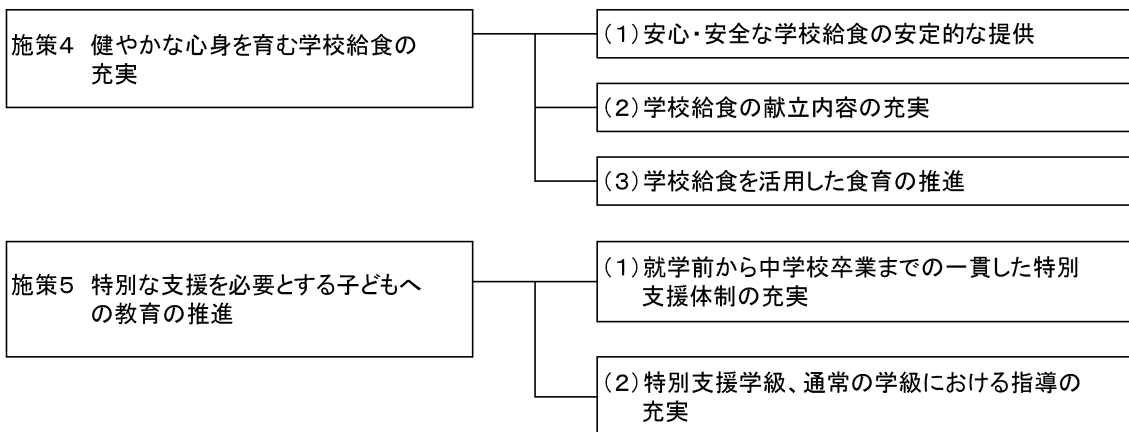 施策4 健やかな心身を育む学校給食の
充実
(1)安心・安全な学校給食の安定的な提供
(2)学校給食の献立内容の充実
(3)学校給食を活用した食育の推進
施策5 特別な支援を必要とする子どもへ
の教育の推進
(1)就学前から中学校卒業までの一貫した特別
支援体制の充実
(2)特別支援学級、通常の学級における指導の
充実